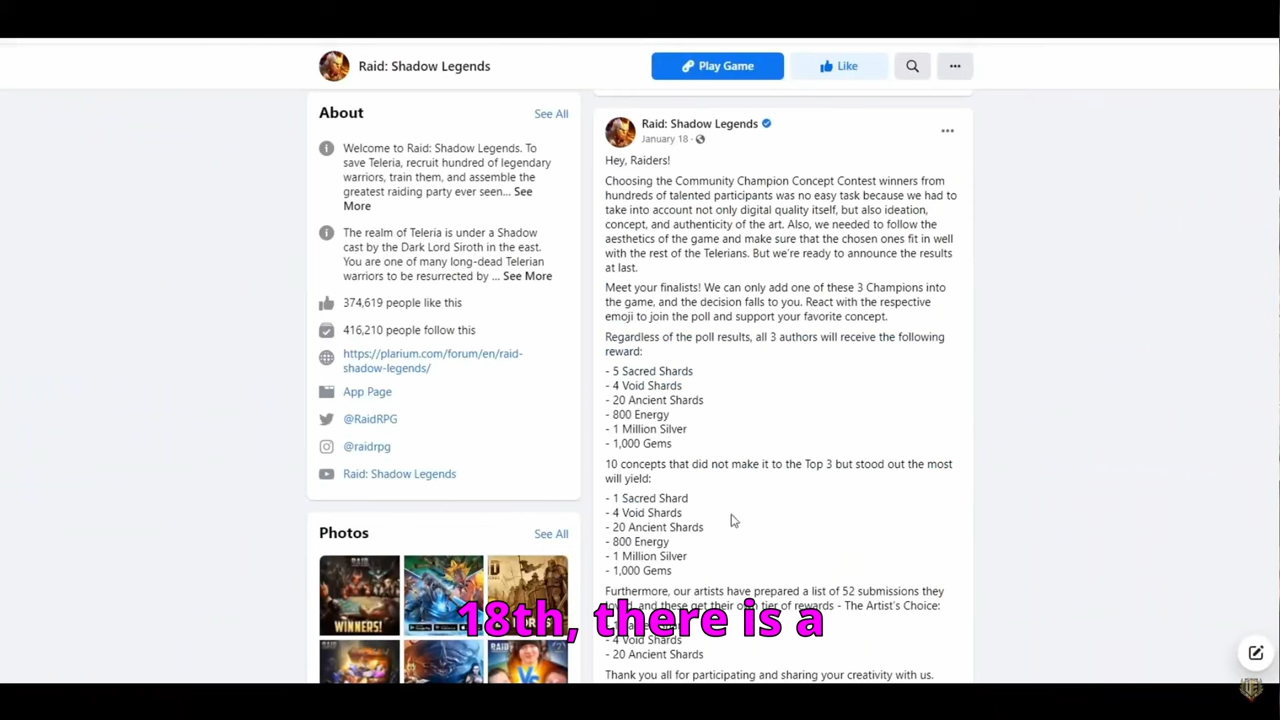 Raid: Shadow Legends
Play Game
Like
About
See All
Welcome to Raid: Shadow Legends. To
save Teleria, recruit hundred of legendary
warriors, train them, and assemble the
greatest raiding party ever seen... See
More
The realm of Teleria is under a Shadow
cast by the Dark Lord Siroth in the east.
You are one of many long-dead Telerian
warriors to be resurrected by ... See More
374,619 people like this
416,210 people follow this
https://plarium.com/forum/en/raid-
shadow-legends/
App Page
@RaidRPG
@raidrpg
Raid: Shadow Legends
Photos
See All
WINNERS!
VS
Raid: Shadow Legends
January 18 ·
Hey, Raiders!
Choosing the Community Champion Concept Contest winners from
hundreds of talented participants was no easy task because we had to
take into account not only digital quality itself, but also ideation,
concept, and authenticity of the art. Also, we needed to follow the
aesthetics of the game and make sure that the chosen ones fit in well
with the rest of the Telerians. But we're ready to announce the results
at last.
Meet your finalists! We can only add one of these 3 Champions into
the game, and the decision falls to you. React with the respective
emoji to join the poll and support your favorite concept.
Regardless of the poll results, all 3 authors will receive the following
reward:
- 5 Sacred Shards
- 4 Void Shards
- 20 Ancient Shards
- 800 Energy
- 1 Million Silver
- 1,000 Gems
10 concepts that did not make it to the Top 3 but stood out the most
will yield:
- 1 Sacred Shard
- 4 Void Shards
- 20 Ancient Shards
- 800 Energy
- 1 Million Silver
- 1,000 Gems
Furthermore, our artists have prepared a list of 52 submissions they
and these get their own tier of rewards - The Artist's Choice:
- 4 Void Shards
- 20 Ancient Shards
Thank you all for participating and sharing your creativity with us.
18th, there is a